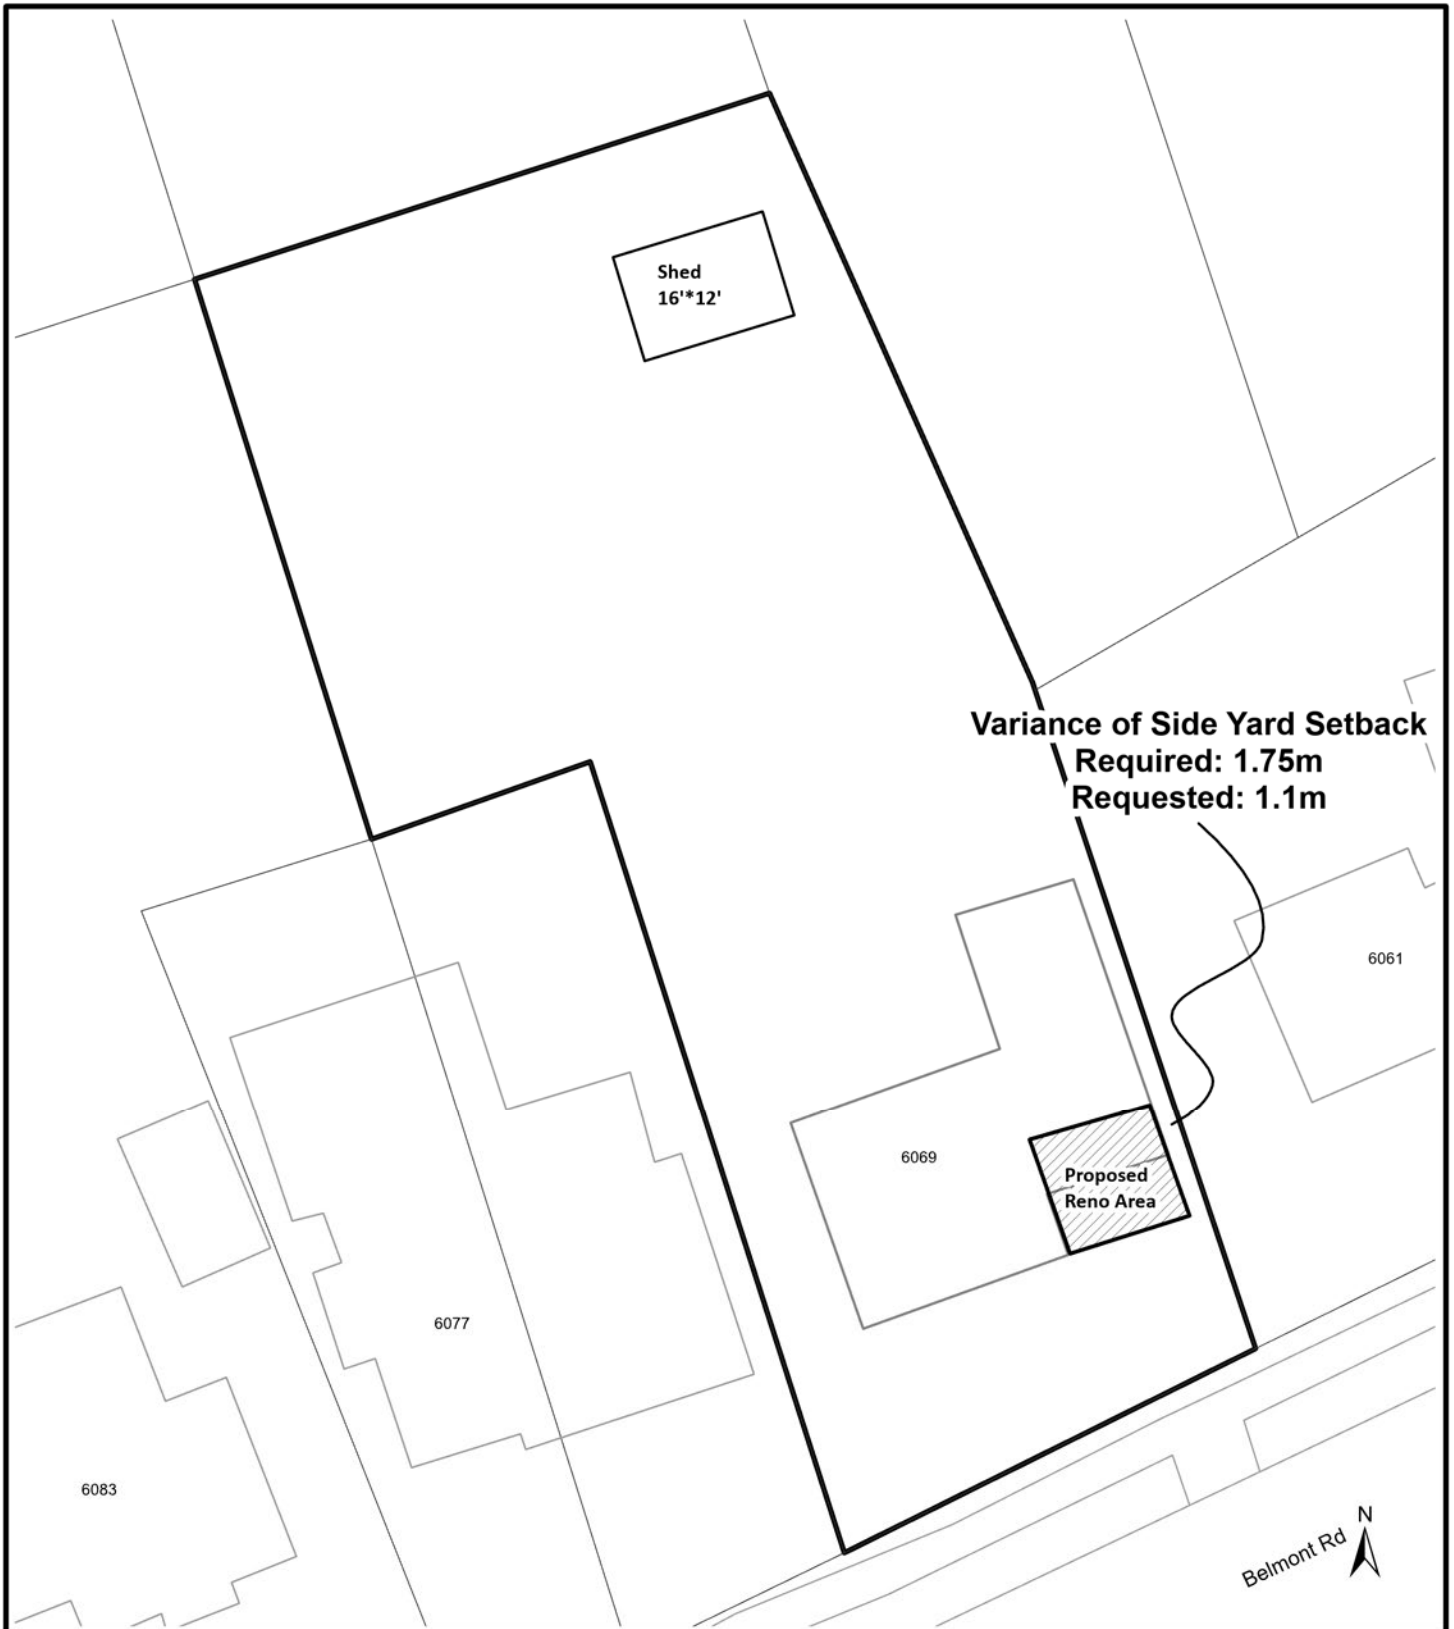 Shed
16'*12'
Variance of Side Yard Setback
Required: 1.75m
Requested: 1.1m
6061
6069
Proposed
Reno Area
6077
6083
N
Belmont Rd